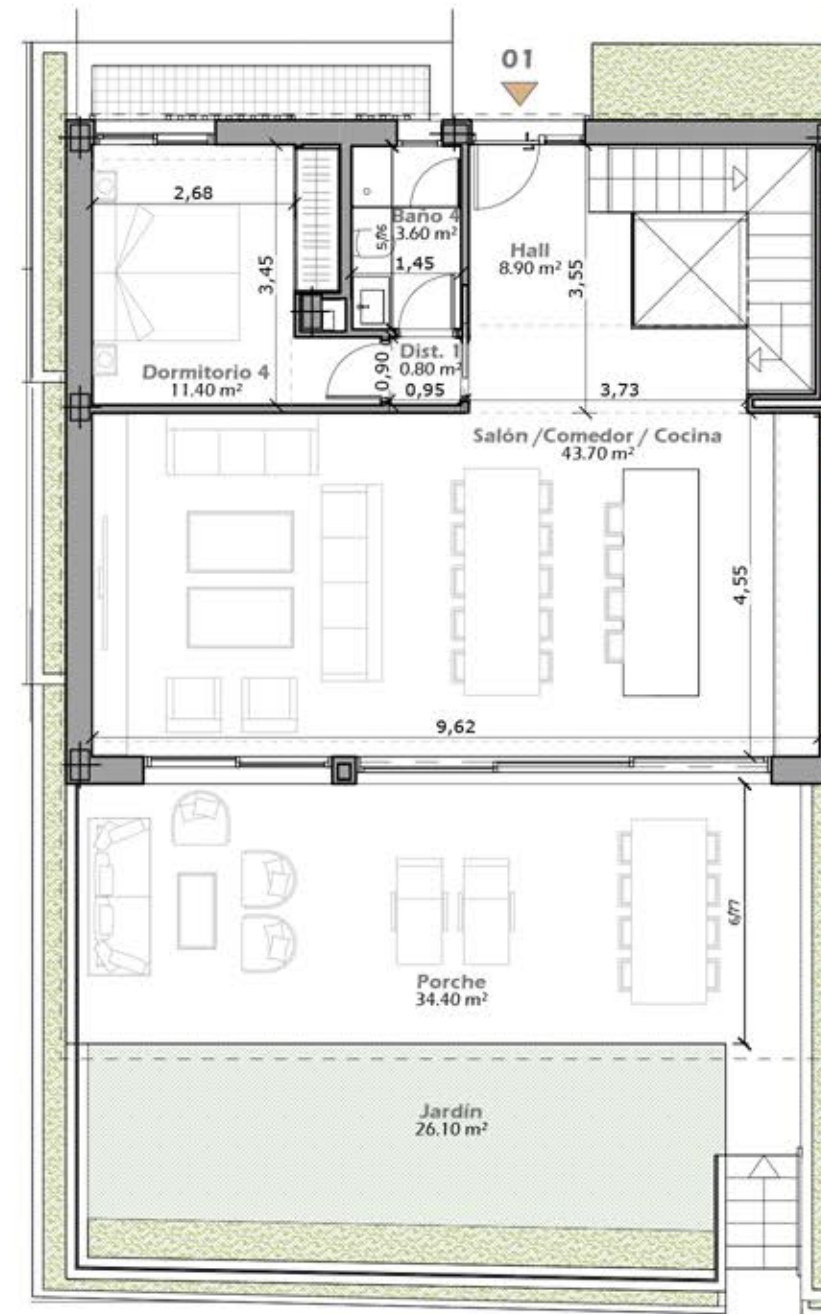 01
2,68
3,45
Dormitorio 4
11.40 m²
Baño 4
3.60 m²
1,45
Hall
8.90 m²
3,55
Dist. 1
0.80 m²
0,90
0,95
3,73
Salón /Comedor / Cocina
43.70 m²
4,55
9,62
Porche
34.40 m²
Jardín
26.10 m²